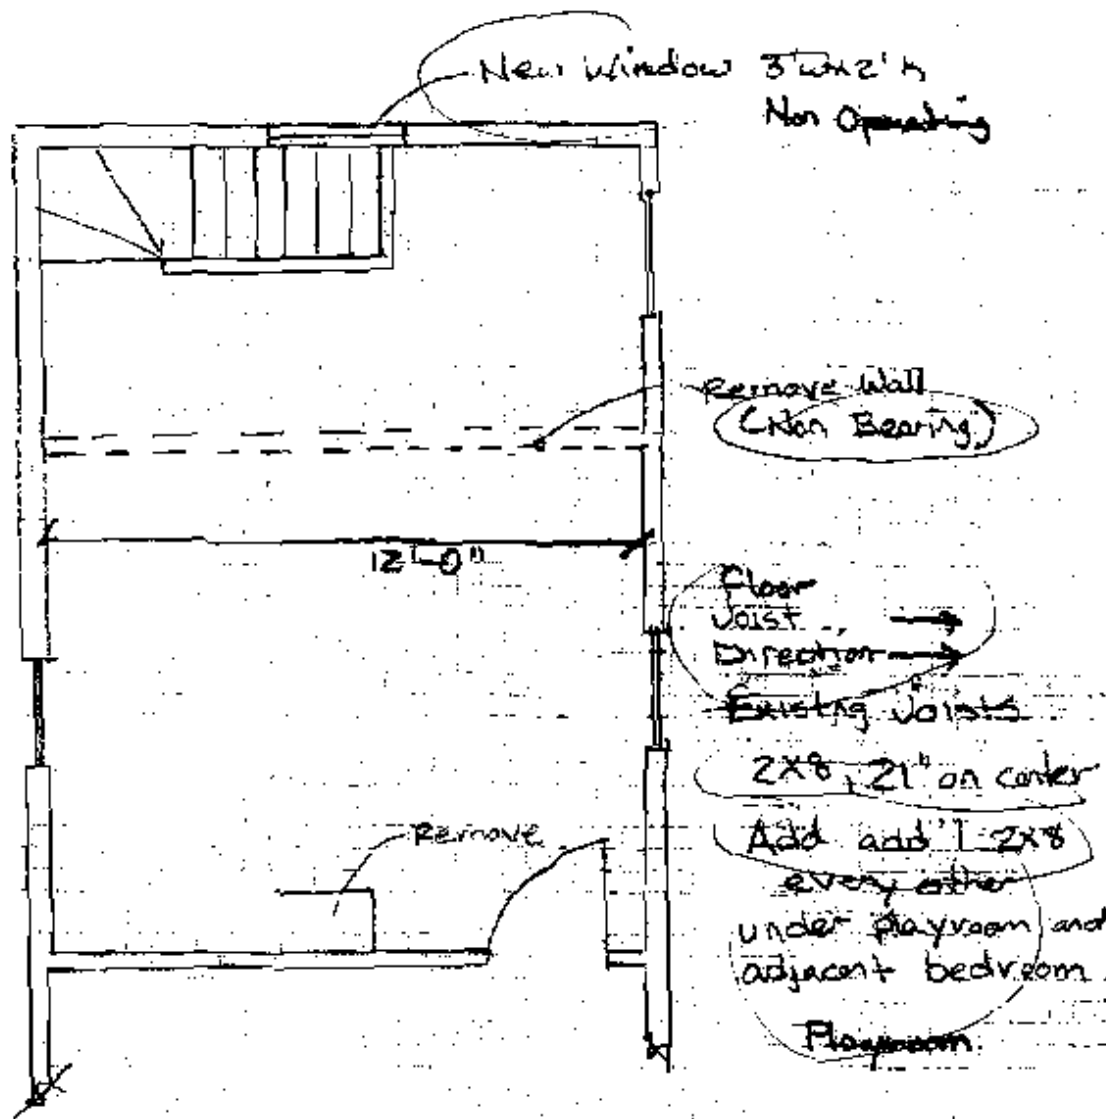 New Window 3'wx2'h
Non Operating
Remove Wall
(Non Bearing)
12'-0"
Floor
Joist
Direction
Existng Joists
2X8, 21" on center
Remove
Add add'l 2X8
every other
under playroom and
adjacent bedroom.
Playroom